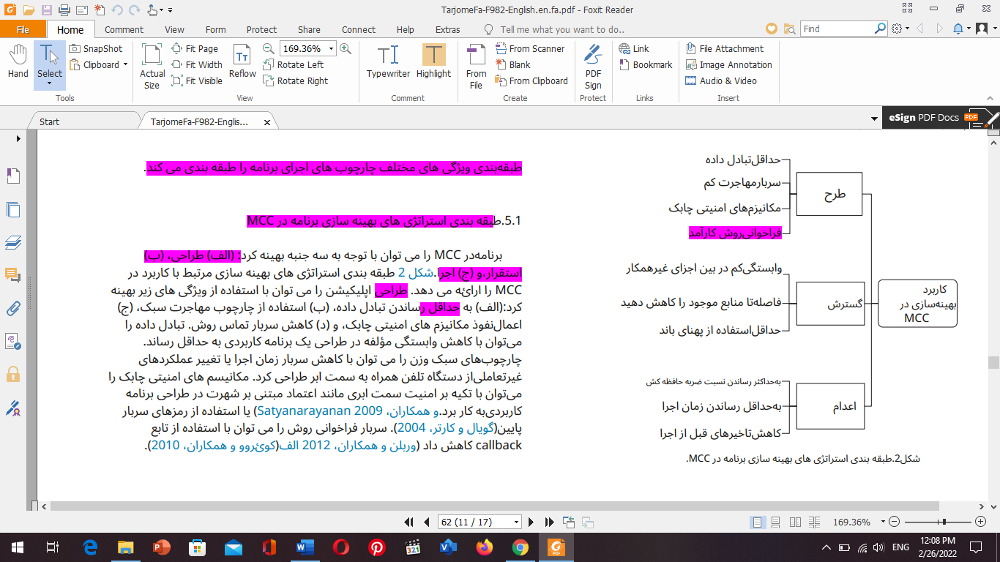 TarjomeFa-F982-English.en.fa.pdf - Foxit Reader
File Home Comment View Form Protect Share Connect Help Extras Tell me what you want to do.. Find
Hand
Select
SnapShot
Clipboard
Tools
Actual Size
Fit Page
Fit Width
Fit Visible
Reflow
169.36%
Rotate Left
Rotate Right
View
Typewriter
Highlight
Comment
From File
From Scanner
Blank
From Clipboard
Create
PDF Sign
Protect
Link
Bookmark
Links
File Attachment
Image Annotation
Audio & Video
Insert
Start
TarjomeFa-F982-Englis...
eSign PDF Docs PDF
حداقل‌تبادل داده
سربارمهاجرت کم
مکانیزم‌های امنیتی چابک
فراخوانی‌روش کارآمد
طرح
وابستگی‌کم در بین اجزای غیرهمکار
فاصله‌تا منابع موجود را کاهش دهید
حداقل‌استفاده از پهنای باند
گسترش
کاربرد
بهینه‌سازی در
MCC
به‌حداکثر رساندن نسبت ضربه حافظه کش
به‌حداقل رساندن زمان اجرا
کاهش‌تاخیرهای قبل از اجرا
اعدام
شکل2.طبقه بندی استراتژی های بهینه سازی برنامه در MCC.
طبقه‌بندی ویژگی های مختلف چارچوب های اجرای برنامه را طبقه بندی می کند.
5.1.طبقه بندی استراتژی های بهینه سازی برنامه در MCC
برنامه‌در MCC را می توان با توجه به سه جنبه بهینه کرد: (الف) طراحی، (ب)
استقرار،و (ج) اجرا.شکل 2 طبقه بندی استراتژی های بهینه سازی مرتبط با کاربرد در
MCC را ارائه می دهد. طراحی اپلیکیشن را می توان با استفاده از ویژگی های زیر بهینه
کرد:(الف) به حداقل رساندن تبادل داده، (ب) استفاده از چارچوب مهاجرت سبک، (ج)
اعمال‌نفوذ مکانیزم های امنیتی چابک، و (د) کاهش سربار تماس روش. تبادل داده را
می‌توان با کاهش وابستگی مؤلفه در طراحی یک برنامه کاربردی به حداقل رساند.
چارچوب‌های سبک وزن را می توان با کاهش سربار زمان اجرا یا تغییر عملکردهای
غیرتعاملی‌از دستگاه تلفن همراه به سمت ابر طراحی کرد. مکانیسم های امنیتی چابک را
می‌توان با تکیه بر امنیت سمت ابری مانند اعتماد مبتنی بر شهرت در طراحی برنامه
کاربردی‌به کار برد.و همکاران، 2009 Satyanarayanan) یا استفاده از رمزهای سربار
پایین(گویال و کارتر، 2004). سربار فراخوانی روش را می توان با استفاده از تابع
callback کاهش داد (وربلن و همکاران، 2012 الف(کوئروو و همکاران، 2010).
62 (11 / 17)
169.36%
ENG
12:08 PM
2/26/2022